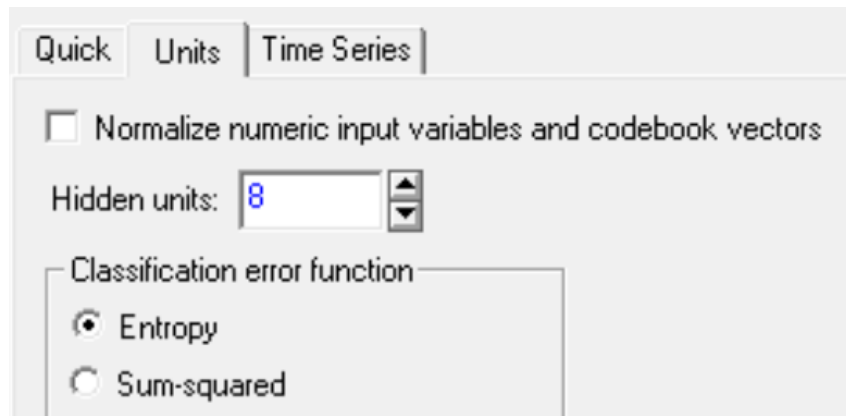 Quick Units Time Series
Normalize numeric input variables and codebook vectors
Hidden units: 8
Classification error function
Entropy
Sum-squared